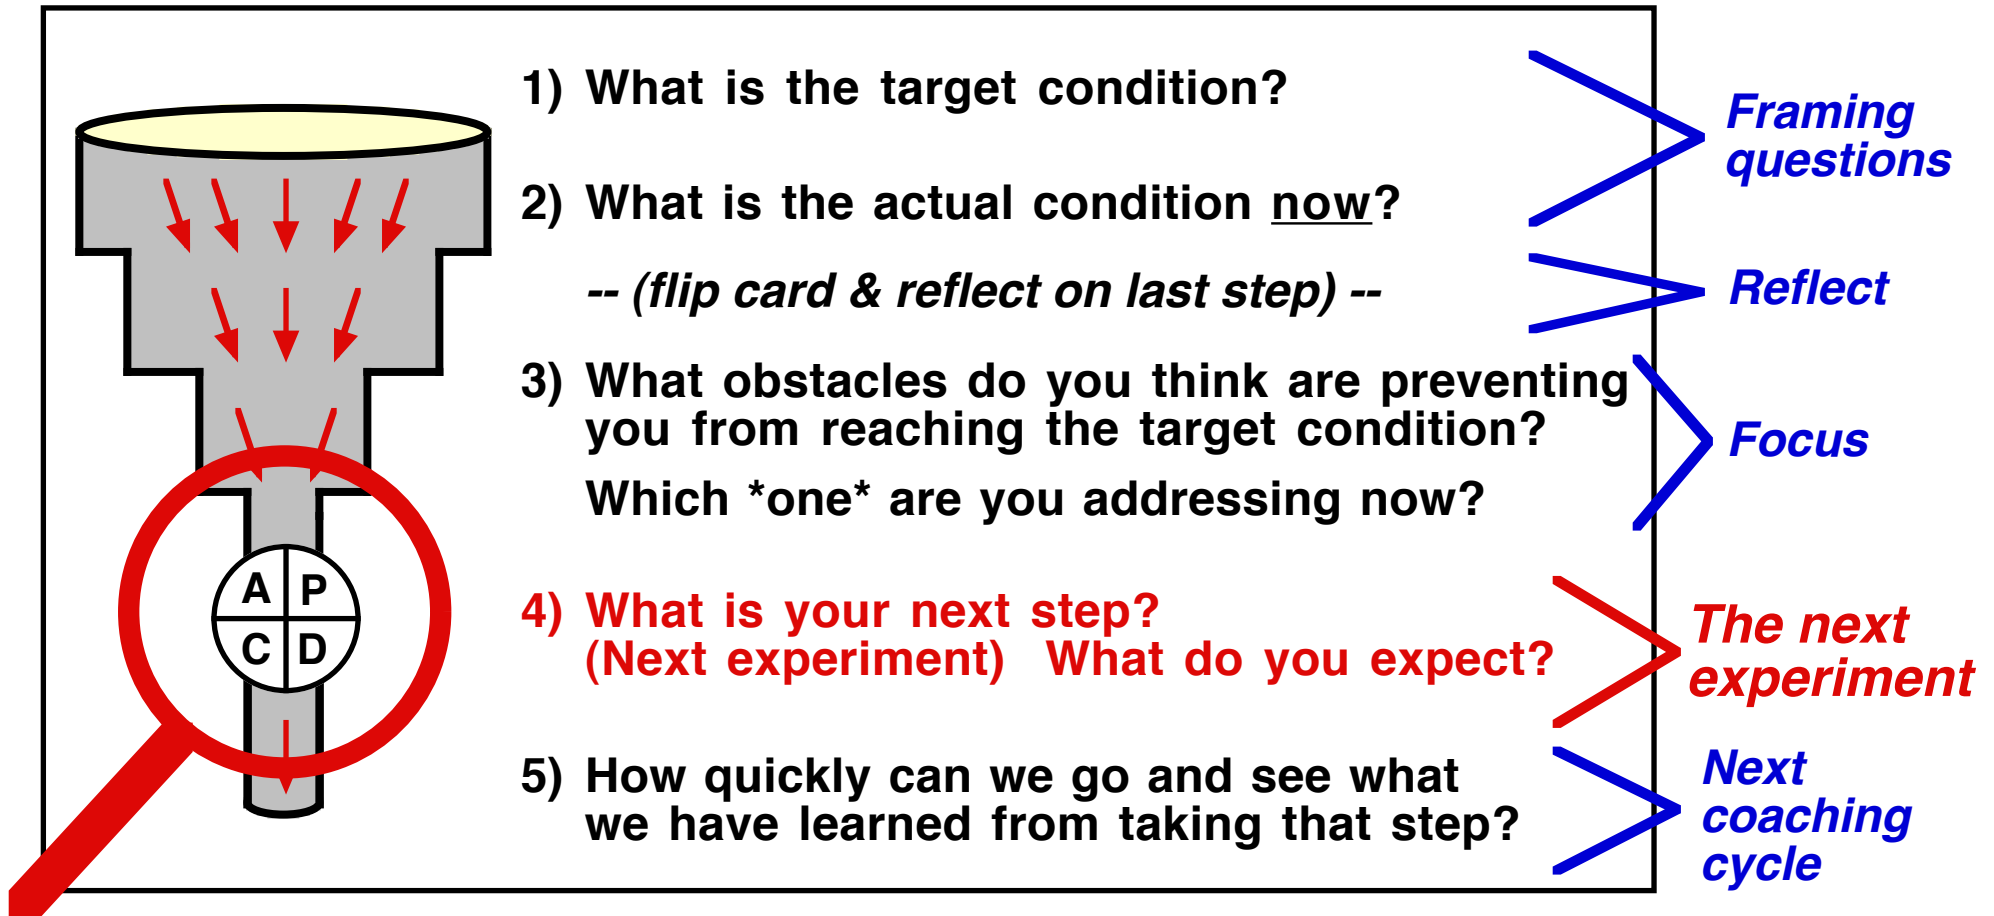 1) What is the target condition?
2) What is the actual condition now?
-- (flip card & reflect on last step) --
3) What obstacles do you think are preventing
you from reaching the target condition?
Which *one* are you addressing now?
4) What is your next step?
(Next experiment) What do you expect?
5) How quickly can we go and see what
we have learned from taking that step?
Framing
questions
Reflect
Focus
The next
experiment
Next
coaching
cycle
A P
C D